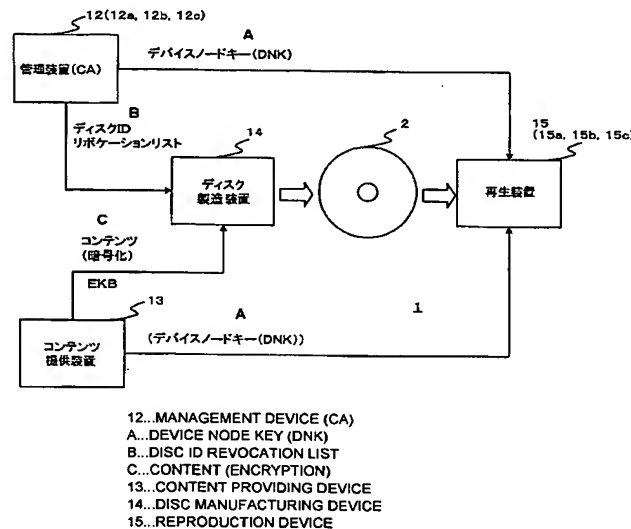 12(12a, 12b, 12c)
A
デバイスノードキー(DNK)
管理装置(CA)
B
ディスクID
リボケーションリスト
14
2
15
(15a, 15b, 15c)
ディスク
製造装置
再生装置
C
コンテンツ
(暗号化)
EKB
13
A
1
コンテンツ
提供装置
(デバイスノードキー(DNK))
12...MANAGEMENT DEVICE (CA)
A...DEVICE NODE KEY (DNK)
B...DISC ID REVOCATION LIST
C...CONTENT (ENCRYPTION)
13...CONTENT PROVIDING DEVICE
14...DISC MANUFACTURING DEVICE
15...REPRODUCTION DEVICE